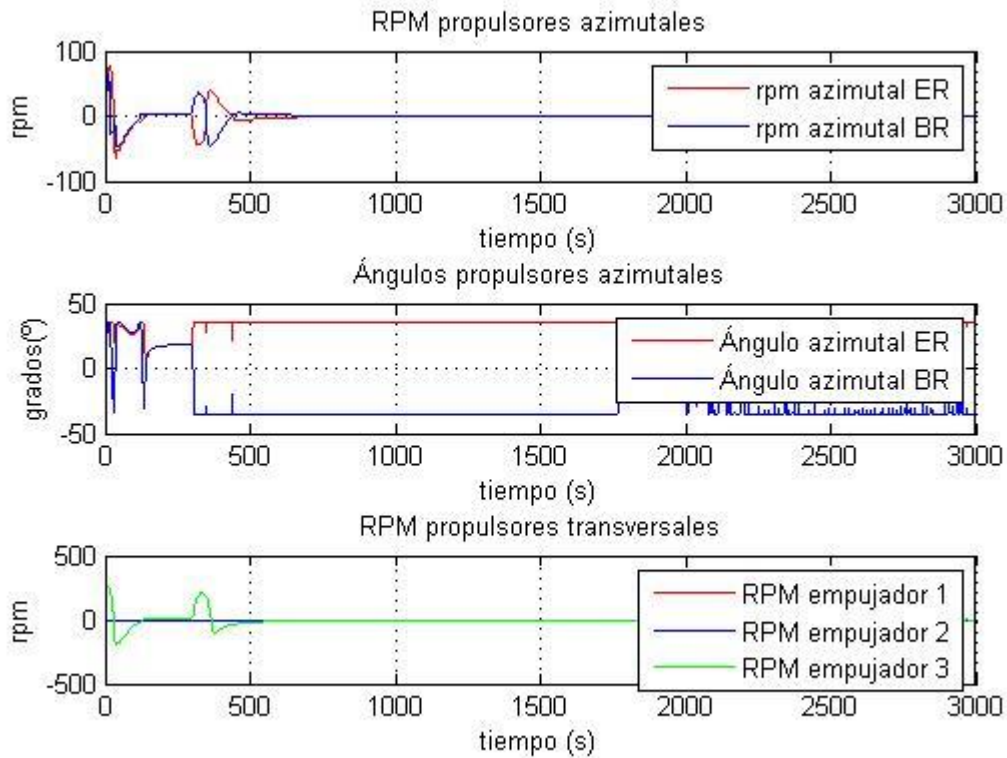 RPM propulsores azimutales
100
0
-100
rpm
rpm azimutal ER
rpm azimutal BR
0 500 1000 1500 2000 2500 3000
tiempo (s)
Ángulos propulsores azimutales
50
0
-50
grados(º)
Ángulo azimutal ER
Ángulo azimutal BR
0 500 1000 1500 2000 2500 3000
tiempo (s)
RPM propulsores transversales
500
0
-500
rpm
RPM empujador 1
RPM empujador 2
RPM empujador 3
0 500 1000 1500 2000 2500 3000
tiempo (s)